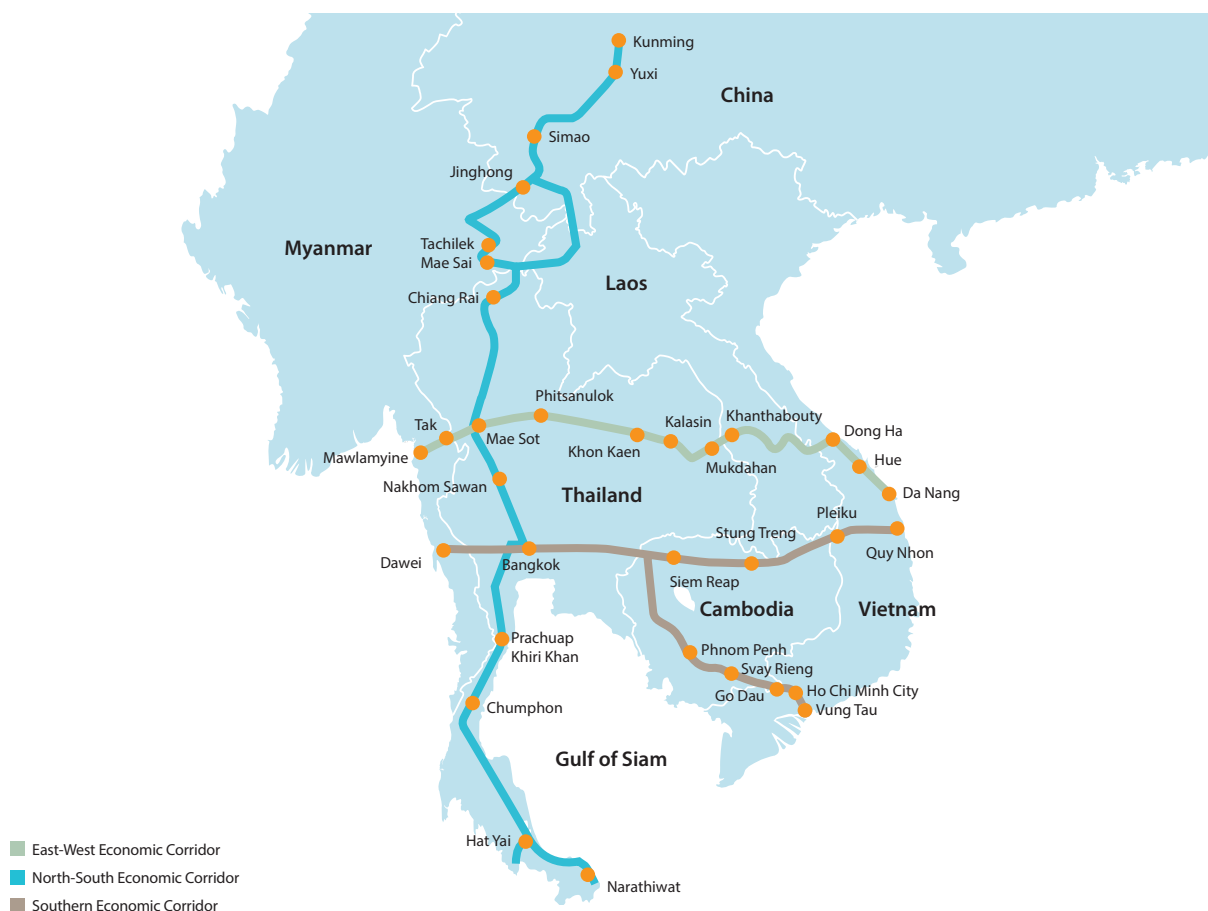 Kunming
Yuxi
China
Simao
Jinghong
Myanmar
Tachilek
Mae Sai
Laos
Chiang Rai
Phitsanulok
Tak
Mae Sot
Kalasin
Khanthabouty
Khon Kaen
Mukdahan
Dong Ha
Hue
Mawlamyine
Nakhom Sawan
Thailand
Da Nang
Pleiku
Stung Treng
Quy Nhon
Dawei
Bangkok
Siem Reap
Cambodia
Vietnam
Prachuap
Khiri Khan
Phnom Penh
Svay Rieng
Go Dau
Ho Chi Minh City
Vung Tau
Chumphon
Gulf of Siam
Hat Yai
Narathiwat
East-West Economic Corridor
North-South Economic Corridor
Southern Economic Corridor